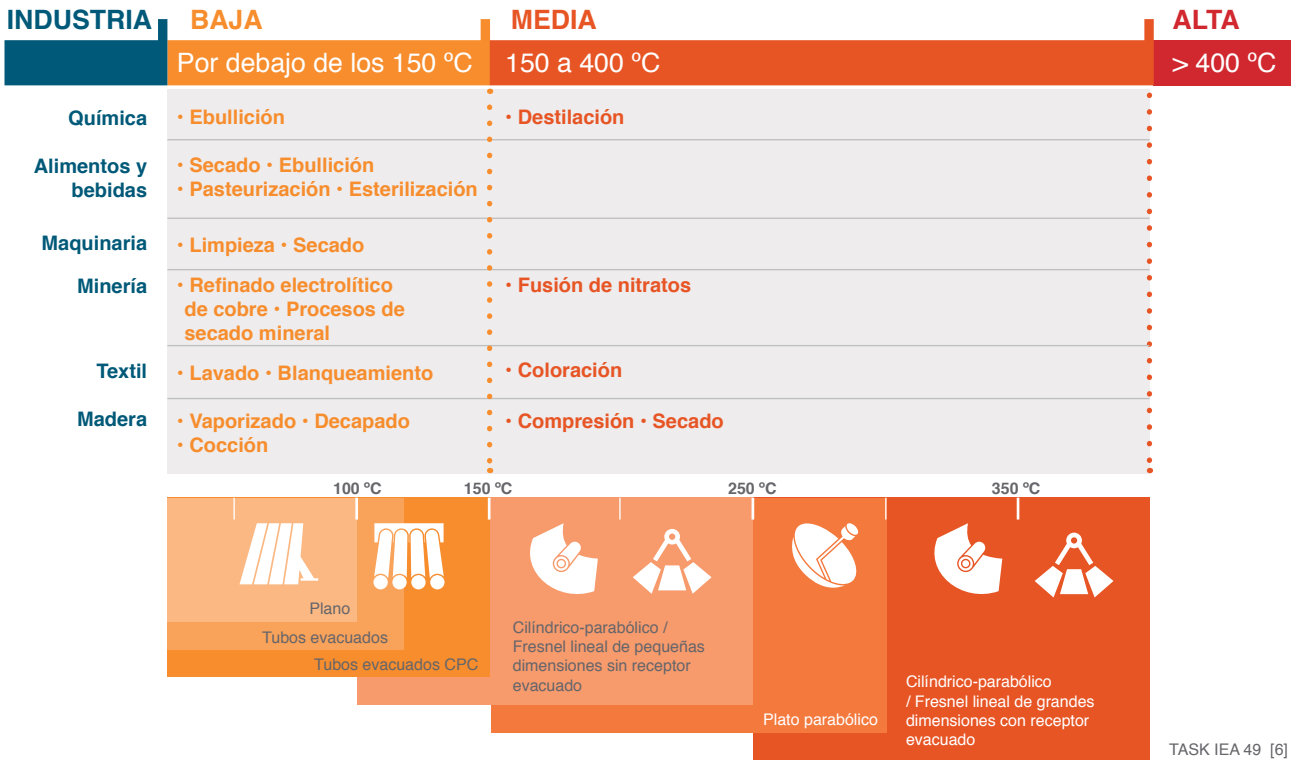 INDUSTRIA BAJA MEDIA ALTA
Por debajo de los 150 ºC 150 a 400 ºC > 400 ºC
Química • Ebullición • Destilación
Alimentos y
bebidas
• Secado • Ebullición
• Pasteurización • Esterilización
Maquinaria • Limpieza • Secado
Minería • Refinado electrolítico
de cobre • Procesos de
secado mineral
• Fusión de nitratos
Textil • Lavado • Blanqueamiento • Coloración
Madera • Vaporizado • Decapado
• Cocción
• Compresión • Secado
100 ºC 150 ºC 250 ºC 350 ºC
Plano
Tubos evacuados
Tubos evacuados CPC
Cilíndrico-parabólico /
Fresnel lineal de pequeñas
dimensiones sin receptor
evacuado
Plato parabólico
Cilíndrico-parabólico
/ Fresnel lineal de grandes
dimensiones con receptor
evacuado
TASK IEA 49 [6]